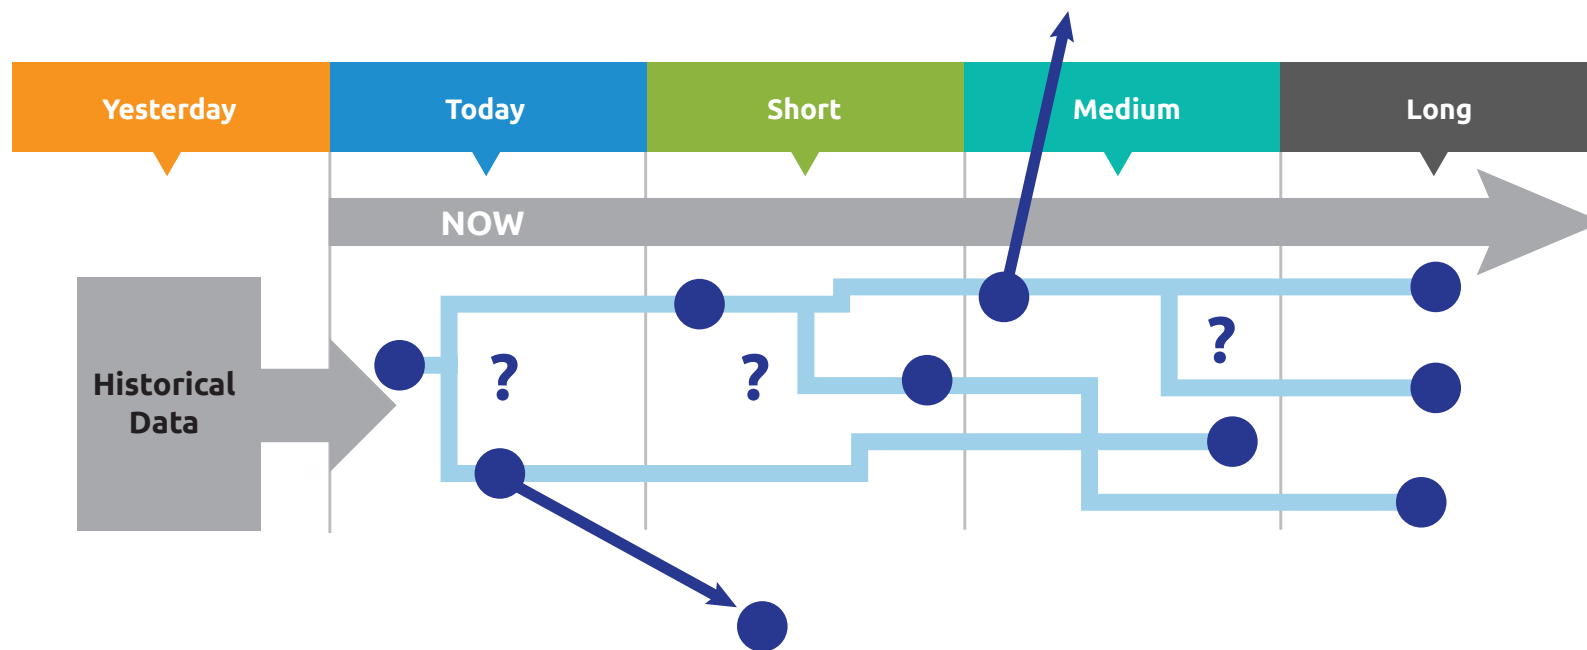 Yesterday
Today
Short
Medium
Long
NOW
Historical
Data
?
?
?